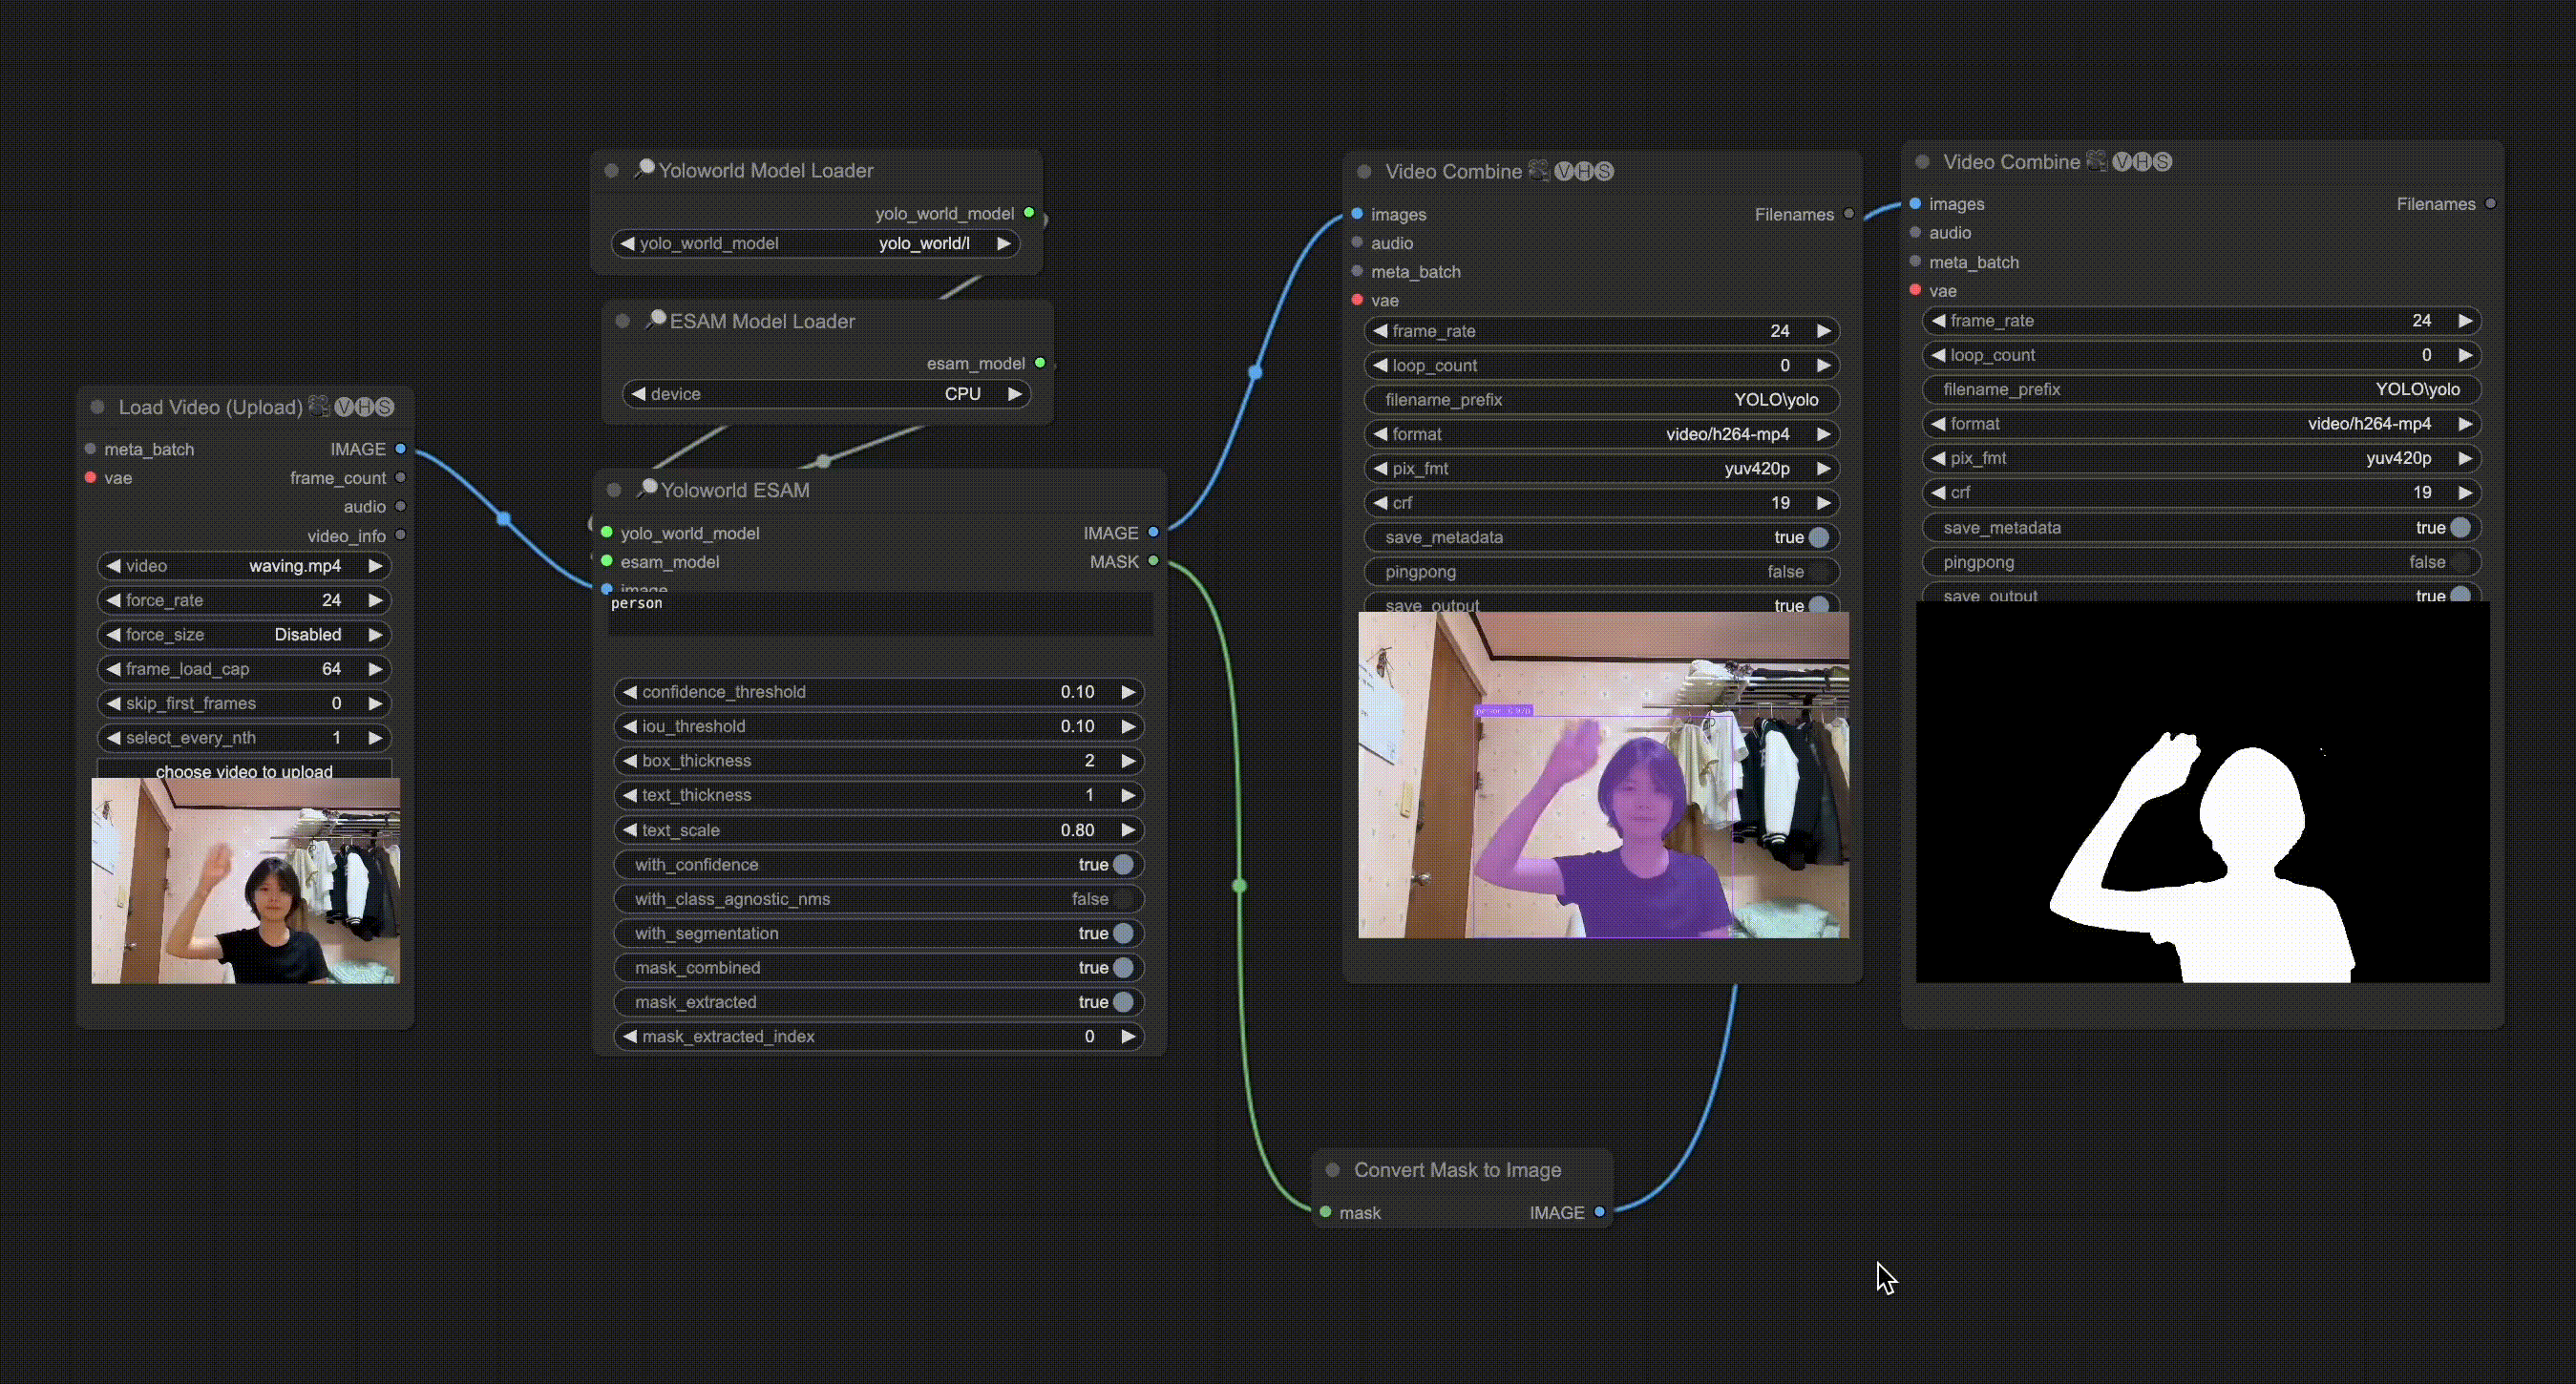 Load Video (Upload) VHS
meta_batch IMAGE
vae frame_count
audio
video_info
video waving.mp4
force_rate 24
force_size Disabled
frame_load_cap 64
skip_first_frames 0
select_every_nth 1
choose video to upload
Yoloworld Model Loader
yolo_world_model
yolo_world_model yolo_world/l
ESAM Model Loader
esam_model
device CPU
Yoloworld ESAM
yolo_world_model IMAGE
esam_model MASK
image
person
confidence_threshold 0.10
iou_threshold 0.10
box_thickness 2
text_thickness 1
text_scale 0.80
with_confidence true
with_class_agnostic_nms false
with_segmentation true
mask_combined true
mask_extracted true
mask_extracted_index 0
Video Combine VHS
images Filenames
audio
meta_batch
vae
frame_rate 24
loop_count 0
filename_prefix YOLO\yolo
format video/h264-mp4
pix_fmt yuv420p
crf 19
save_metadata true
pingpong false
save_output true
Convert Mask to Image
mask IMAGE
Video Combine VHS
images Filenames
audio
meta_batch
vae
frame_rate 24
loop_count 0
filename_prefix YOLO\yolo
format video/h264-mp4
pix_fmt yuv420p
crf 19
save_metadata true
pingpong false
save_output true